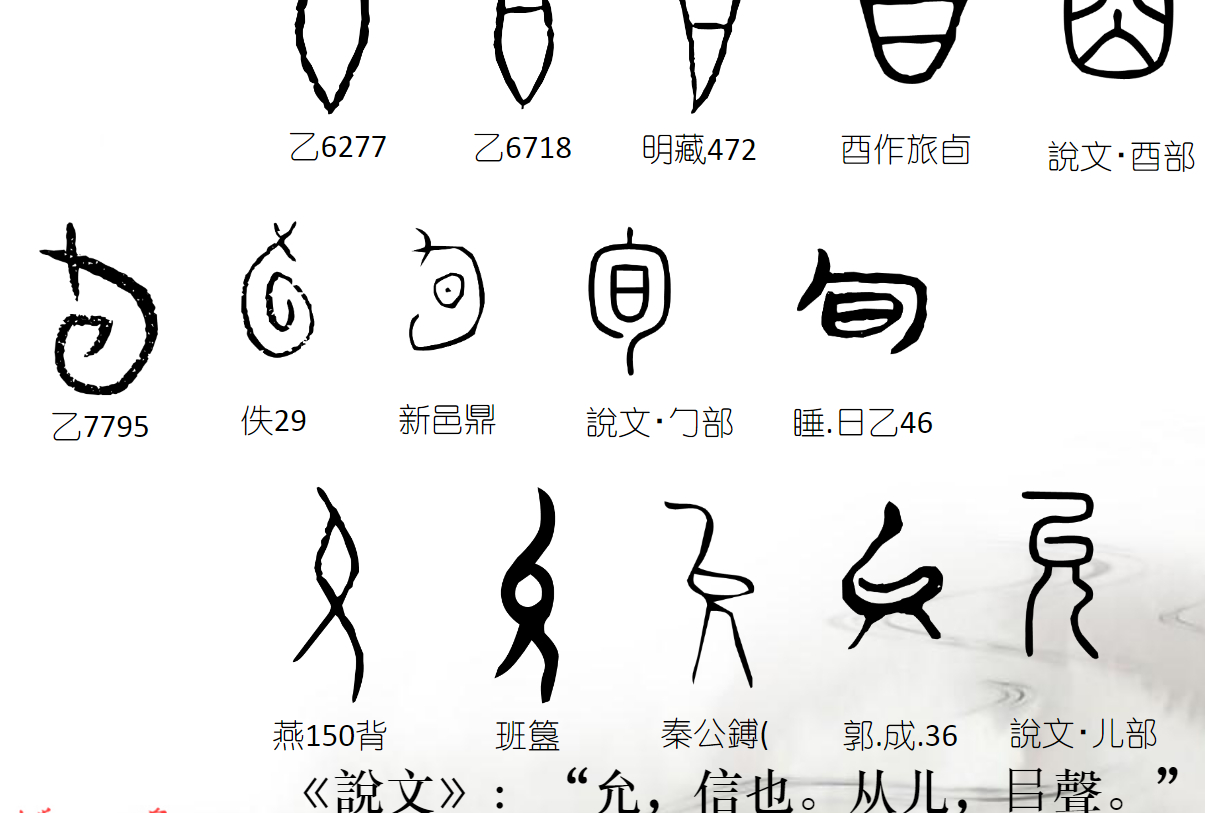 乙6277 乙6718 明藏472 酉作旅卣 說文·酉部
乙7795 佚29 新邑鼎 說文·勹部 睡.日乙46
燕150背 班簋 秦公鎛( 郭.成.36 說文·儿部
《說文》:“允，信也。从儿，㠯聲。”